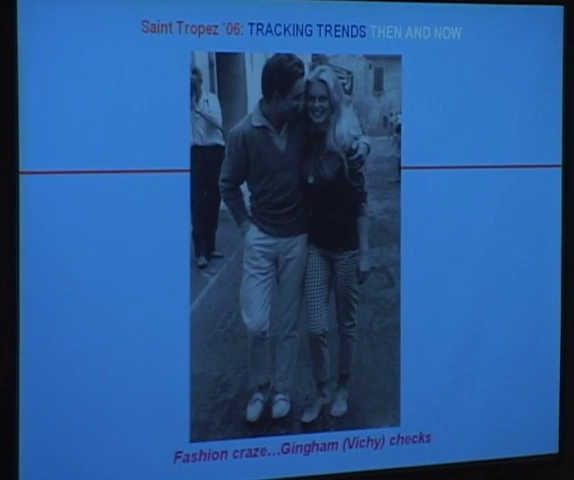 Saint Tropez '06: TRACKING TRENDS THEN AND NOW
Fashion craze...Gingham (Vichy) checks